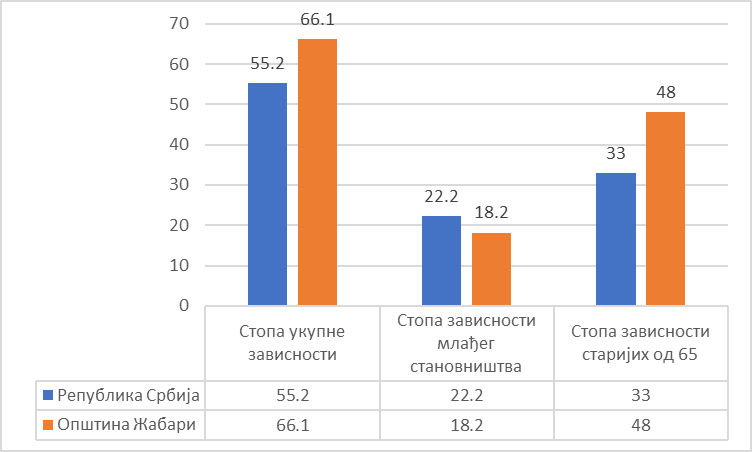 70
66.1
60
55.2
50
48
40
33
30
22.2
20
18.2
10
0
Стопа укупне
зависности
Стопа зависности
млађег
становништва
Стопа зависности
старијих од 65
Република Србија 55.2 22.2 33
Општина Жабари 66.1 18.2 48